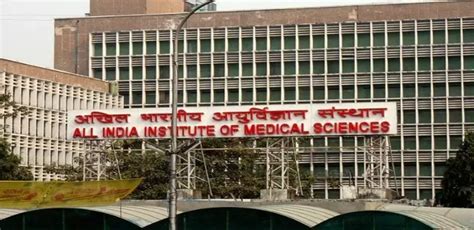 अखिल भारतीय आयुर्विज्ञान संस्थान
ALL INDIA INSTITUTE OF MEDICAL SCIENCES